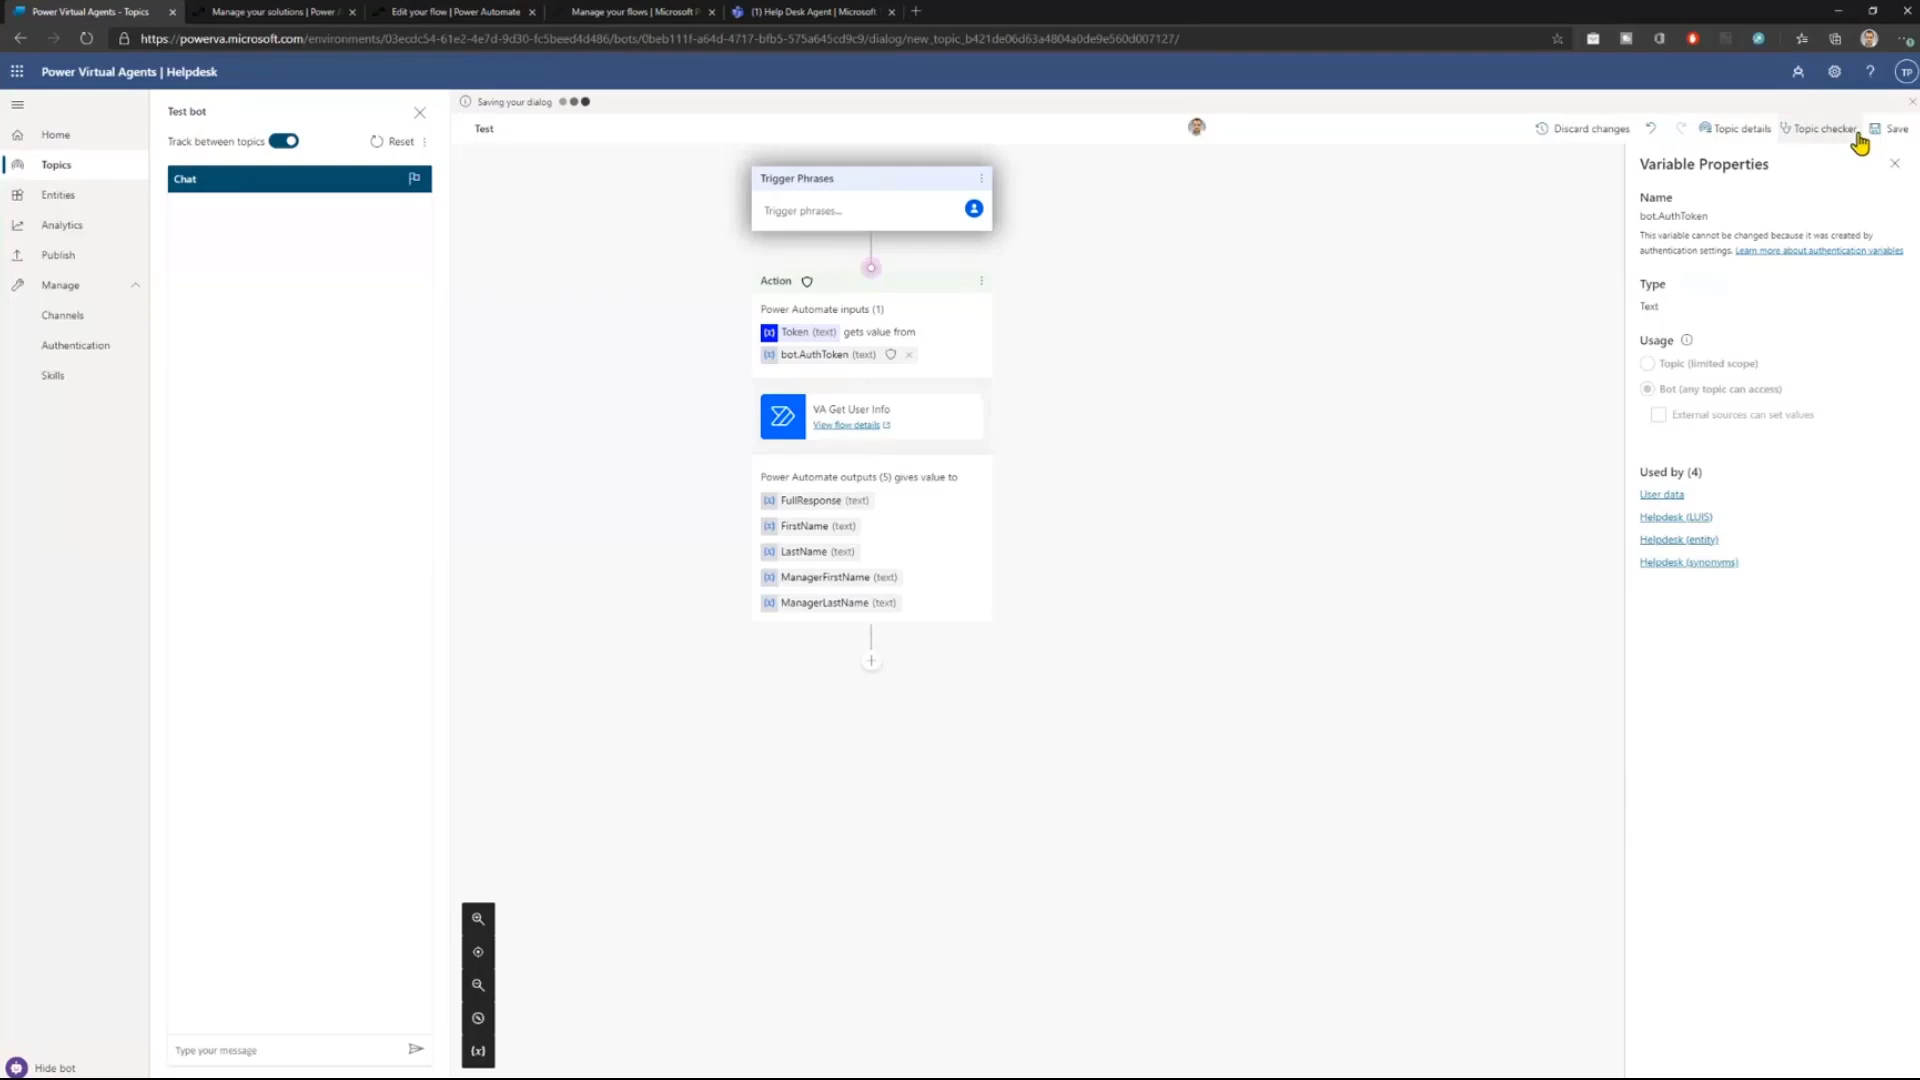 Power Virtual Agents - Topics
Manage your solutions | Power A
Edit your flow | Power Automate
Manage your flows | Microsoft P
(1) Help Desk Agent | Microsoft
https://powerva.microsoft.com/environments/03ecdc54-61e2-4e7d-9d30-fc5beed4d486/bots/0beb111f-a64d-4717-bfb5-575a645cd9c9/dialog/new_topic_b421de06d63a4804a0de9e560d007127/
Power Virtual Agents | Helpdesk
TP
Home
Topics
Entities
Analytics
Publish
Manage
Channels
Authentication
Skills
Hide bot
Test bot
Track between topics
Reset
Chat
Type your message
Saving your dialog
Test
Discard changes
Topic details
Topic checker
Save
Trigger Phrases
Trigger phrases...
Action
Power Automate inputs (1)
{x} Token (text) gets value from
{x} bot.AuthToken (text)
VA Get User Info
View flow details
Power Automate outputs (5) gives value to
{x} FullResponse (text)
{x} FirstName (text)
{x} LastName (text)
{x} ManagerFirstName (text)
{x} ManagerLastName (text)
{x}
Variable Properties
Name
bot.AuthToken
This variable cannot be changed because it was created by
authentication settings. Learn more about authentication variables
Type
Text
Usage
Topic (limited scope)
Bot (any topic can access)
External sources can set values
Used by (4)
User data
Helpdesk (LUIS)
Helpdesk (entity)
Helpdesk (synonyms)